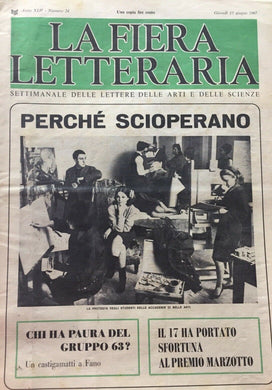 Anno XLII - Numero 24
Una copia lire cento
Giovedì 15 giugno 1967
LA FIERA
LETTERARIA
SETTIMANALE DELLE LETTERE DELLE ARTI E DELLE SCIENZE
PERCHÉ SCIOPERANO
LA PROTESTA DEGLI STUDENTI DELLE ACCADEMIE DI BELLE ARTI
CHI HA PAURA DEL
GRUPPO 63?
Un castigamatti a Fano
IL 17 HA PORTATO
SFORTUNA
AL PREMIO MARZOTTO